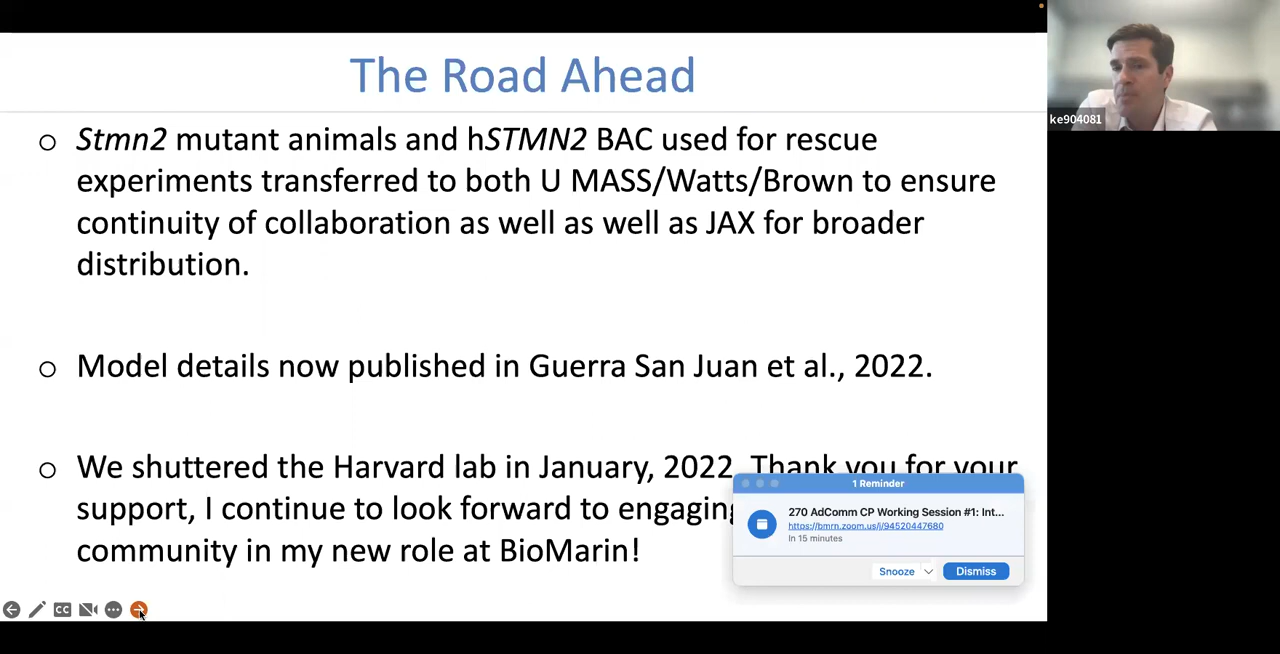 The Road Ahead
ke904081
o Stmn2 mutant animals and hSTMN2 BAC used for rescue
experiments transferred to both U MASS/Watts/Brown to ensure
continuity of collaboration as well as well as JAX for broader
distribution.
o Model details now published in Guerra San Juan et al., 2022.
o We shuttered the Harvard lab in January, 2022. Thank you for your
support, I continue to look forward to engaging
community in my new role at BioMarin!
1 Reminder
270 AdComm CP Working Session #1: Int...
https://bmrn.zoom.us/j/94520447680
In 15 minutes
Snooze Dismiss
CC